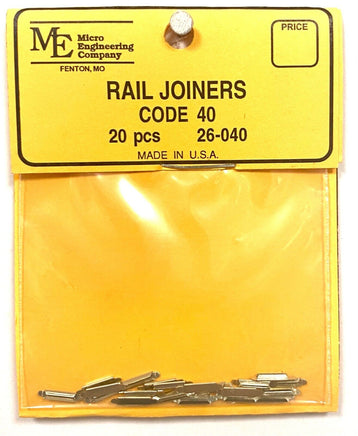 ME Micro
Engineering
Company
FENTON, MO
PRICE
RAIL JOINERS
CODE 40
20 pcs 26-040
MADE IN U.S.A.